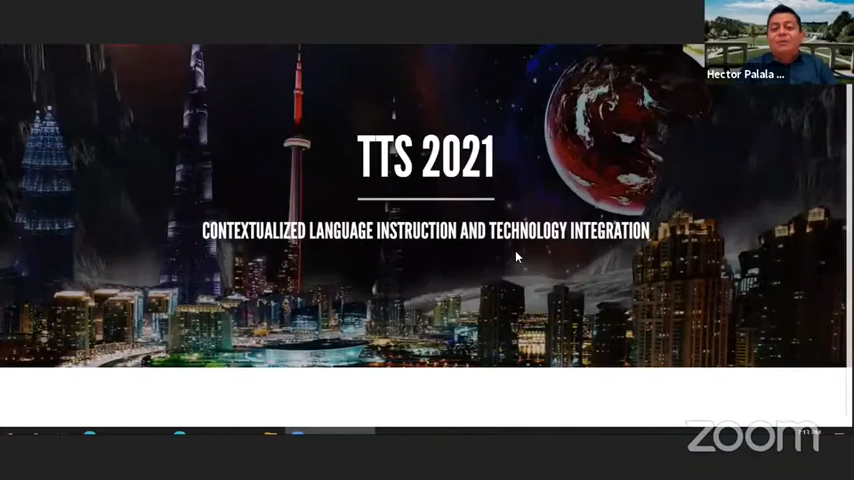 Hector Palala ...
TTS 2021
CONTEXTUALIZED LANGUAGE INSTRUCTION AND TECHNOLOGY INTEGRATION
zoom